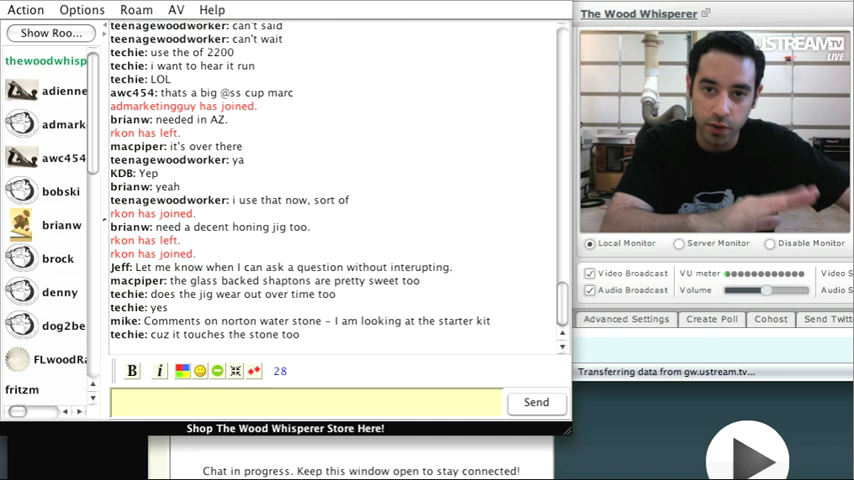 Action Options Roam AV Help
Show Roo...
thewoodwhisp
adienne
admark
awc454
bobski
brianw
brock
denny
dog2be
FLwoodRa
fritzm
teenagewoodworker: can't said
teenagewoodworker: can't wait
techie: use the of 2200
techie: i want to hear it run
techie: LOL
awc454: thats a big @ss cup marc
admarketingguy has joined.
brianw: needed in AZ.
rkon has left.
macpiper: it's over there
teenagewoodworker: ya
KDB: Yep
brianw: yeah
teenagewoodworker: i use that now, sort of
rkon has joined.
brianw: need a decent honing jig too.
rkon has left.
rkon has joined.
Jeff: Let me know when I can ask a question without interupting.
macpiper: the glass backed shaptons are pretty sweet too
techie: does the jig wear out over time too
techie: yes
mike: Comments on norton water stone - I am looking at the starter kit
techie: cuz it touches the stone too
B i 28
Send
Shop The Wood Whisperer Store Here!
Chat in progress. Keep this window open to stay connected!
The Wood Whisperer
USTREAM.TV
LIVE
Local Monitor Server Monitor Disable Monitor
Video Broadcast VU meter Video S
Audio Broadcast Volume Audio S
Advanced Settings Create Poll Cohost Send Twitt
Transferring data from gw.ustream.tv...